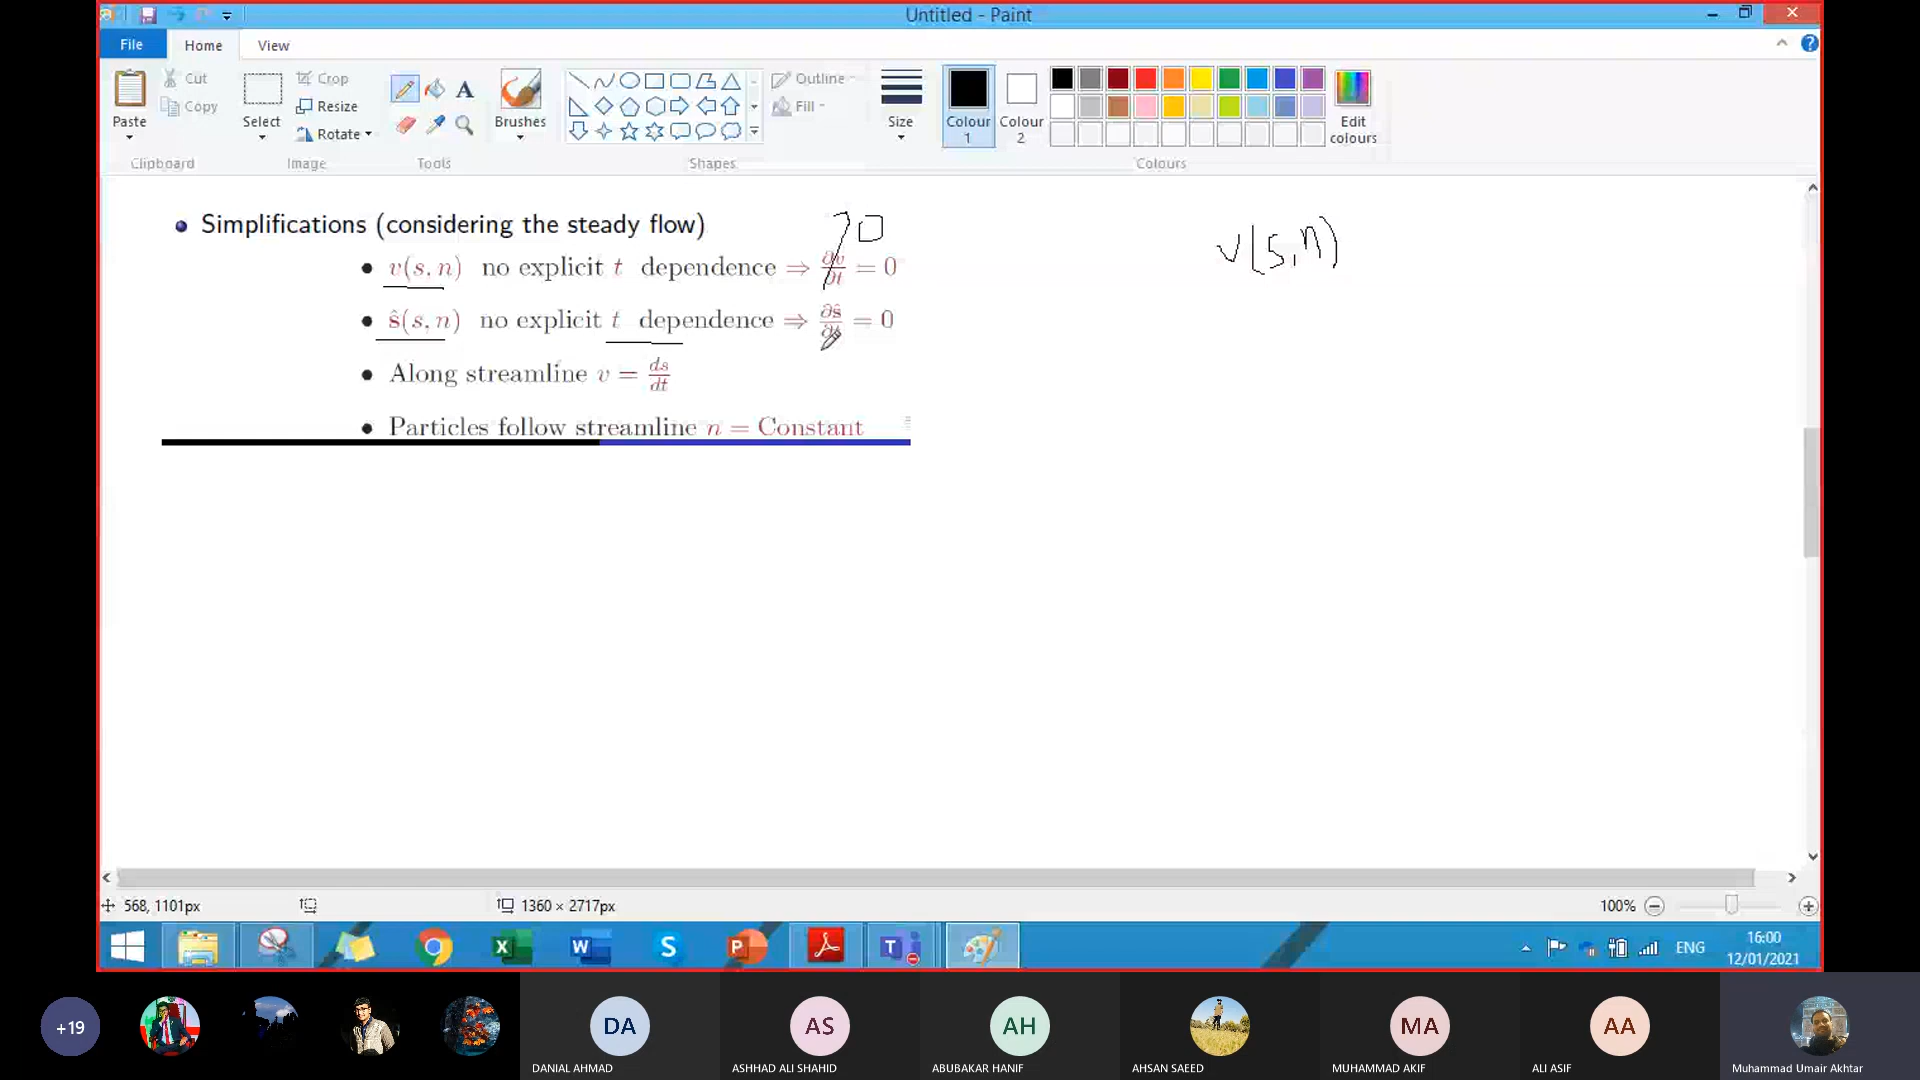 Untitled - Paint
File Home View
Paste
Cut
Copy
Clipboard
Select
Crop
Resize
Rotate
Image
Tools
Brushes
Shapes
Outline
Fill
Size
Colour 1
Colour 2
Edit colours
Colours
Simplifications (considering the steady flow)
v(s, n) no explicit t dependence ⇒ ∂v/∂t = 0
0
v(s,n)
ŝ(s, n) no explicit t dependence ⇒ ∂ŝ/∂t = 0
Along streamline v = ds/dt
Particles follow streamline n = Constant
568, 1101px
1360 × 2717px
100%
ENG
16:00
12/01/2021
+19
DA
AS
AH
MA
AA
DANIAL AHMAD
ASHHAD ALI SHAHID
ABUBAKAR HANIF
AHSAN SAEED
MUHAMMAD AKIF
ALI ASIF
Muhammad Umair Akhtar